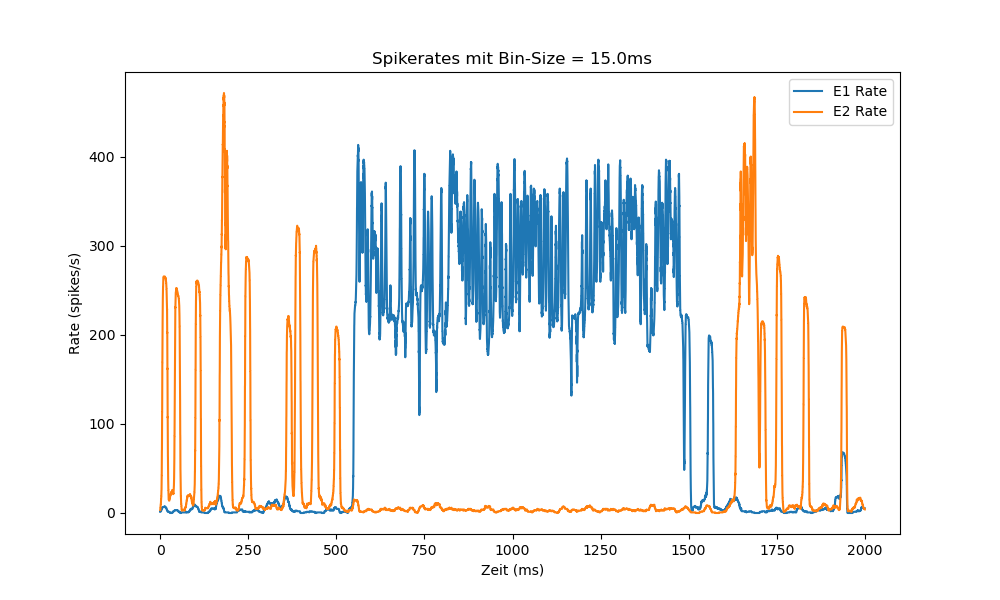 Spikerates mit Bin-Size = 15.0ms
E1 Rate
E2 Rate
Rate (spikes/s)
400
300
200
100
0
0 250 500 750 1000 1250 1500 1750 2000
Zeit (ms)